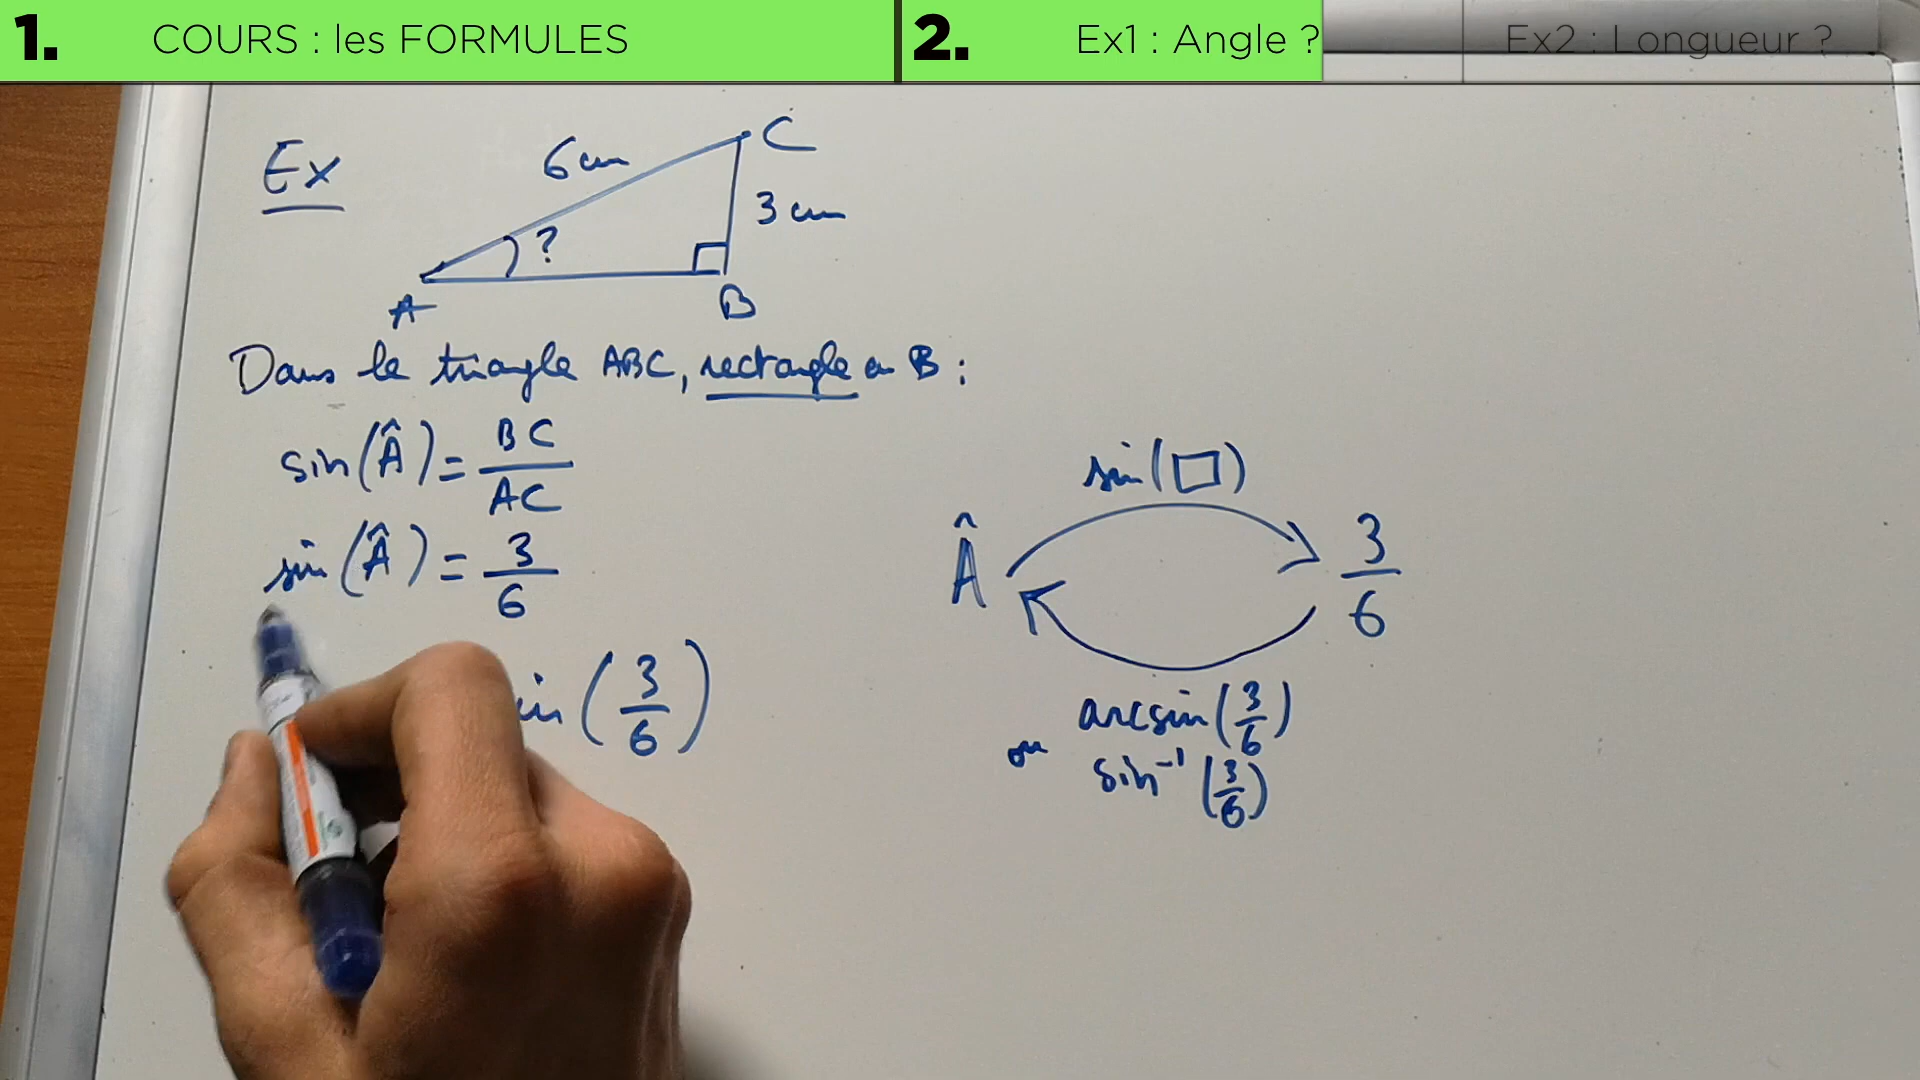 1. COURS : les FORMULES 2. Ex1 : Angle ? Ex2 : Longueur ?
Ex
6 cm
C
3 cm
?
A
B
Dans le triangle ABC, rectangle en B :
sin(Â) = BC/AC
sin(Â) = 3/6
in(3/6)
sin(□)
Â
3/6
arcsin(3/6)
ou sin⁻¹(3/6)